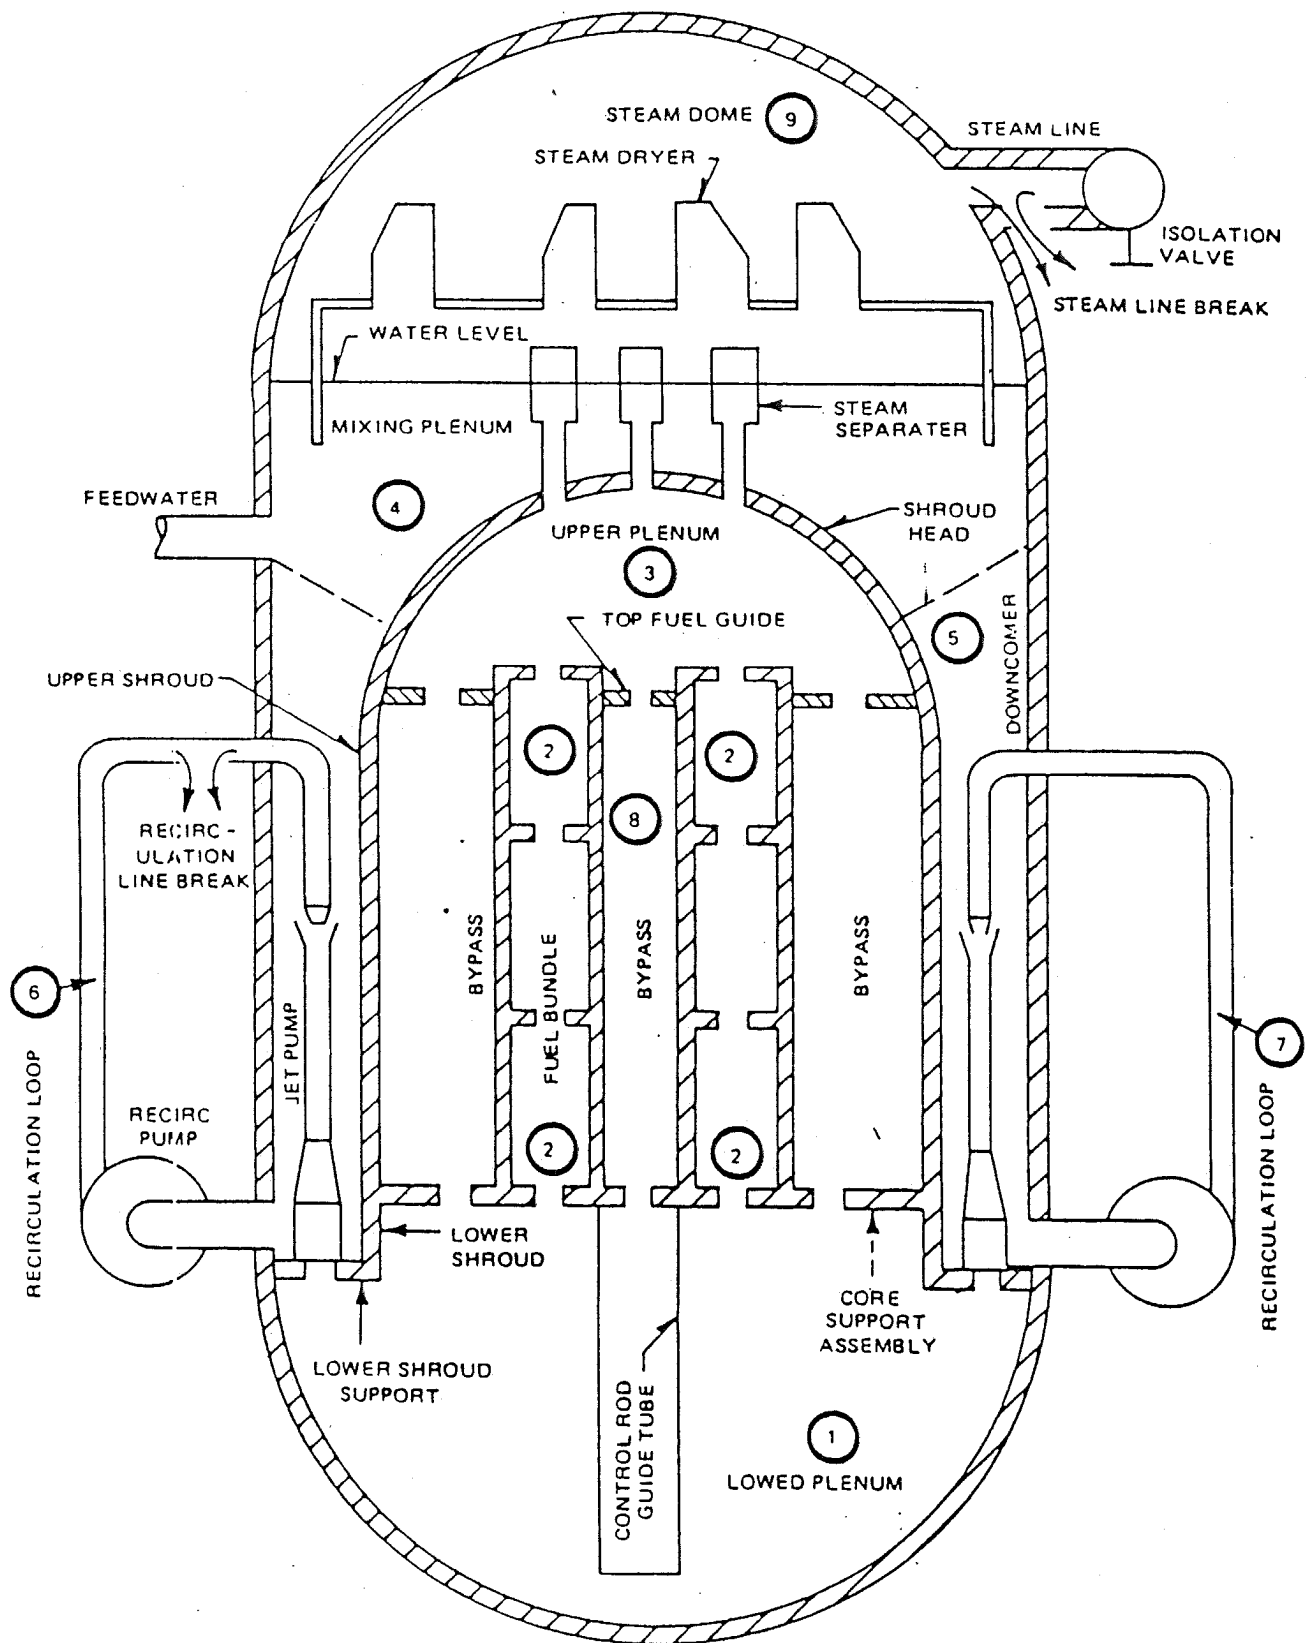 STEAM DOME 9
STEAM LINE
STEAM DRYER
ISOLATION
VALVE
STEAM LINE BREAK
WATER LEVEL
STEAM
SEPARATER
MIXING PLENUM
FEEDWATER
4
SHROUD
HEAD
UPPER PLENUM
3
TOP FUEL GUIDE
5
DOWNCOMER
UPPER SHROUD
2
2
8
RECIRC-
ULATION
LINE BREAK
BYPASS
FUEL BUNDLE
BYPASS
BYPASS
6
7
JET PUMP
RECIRCULATION LOOP
RECIRC
PUMP
2
2
RECIRCULATION LOOP
LOWER
SHROUD
CORE
SUPPORT
ASSEMBLY
LOWER SHROUD
SUPPORT
CONTROL ROD
GUIDE TUBE
1
LOWED PLENUM